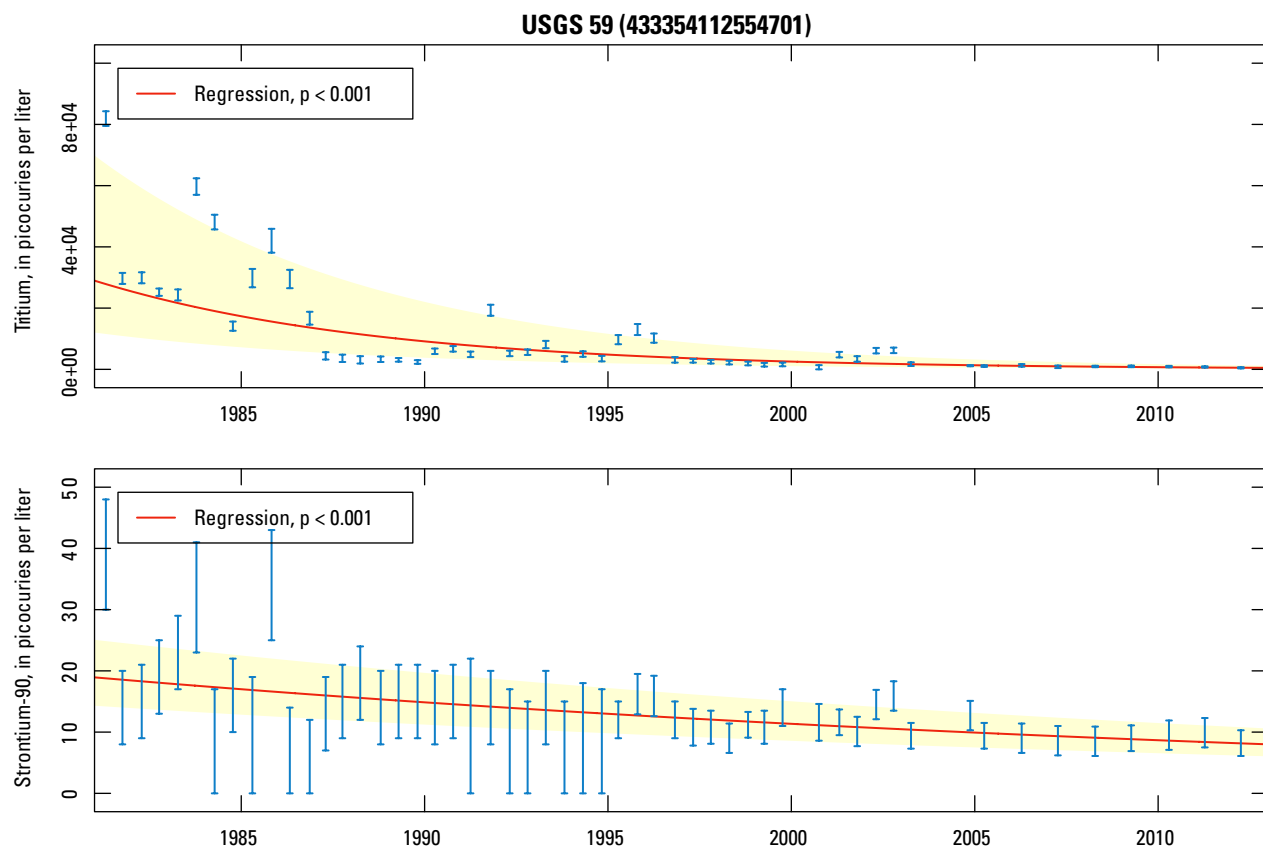 USGS 59 (433354112554701)
Tritium, in picocuries per liter
8e+04
4e+04
0e+00
Regression, p < 0.001
1985 1990 1995 2000 2005 2010
Strontium-90, in picocuries per liter
50
40
30
20
10
0
Regression, p < 0.001
1985 1990 1995 2000 2005 2010